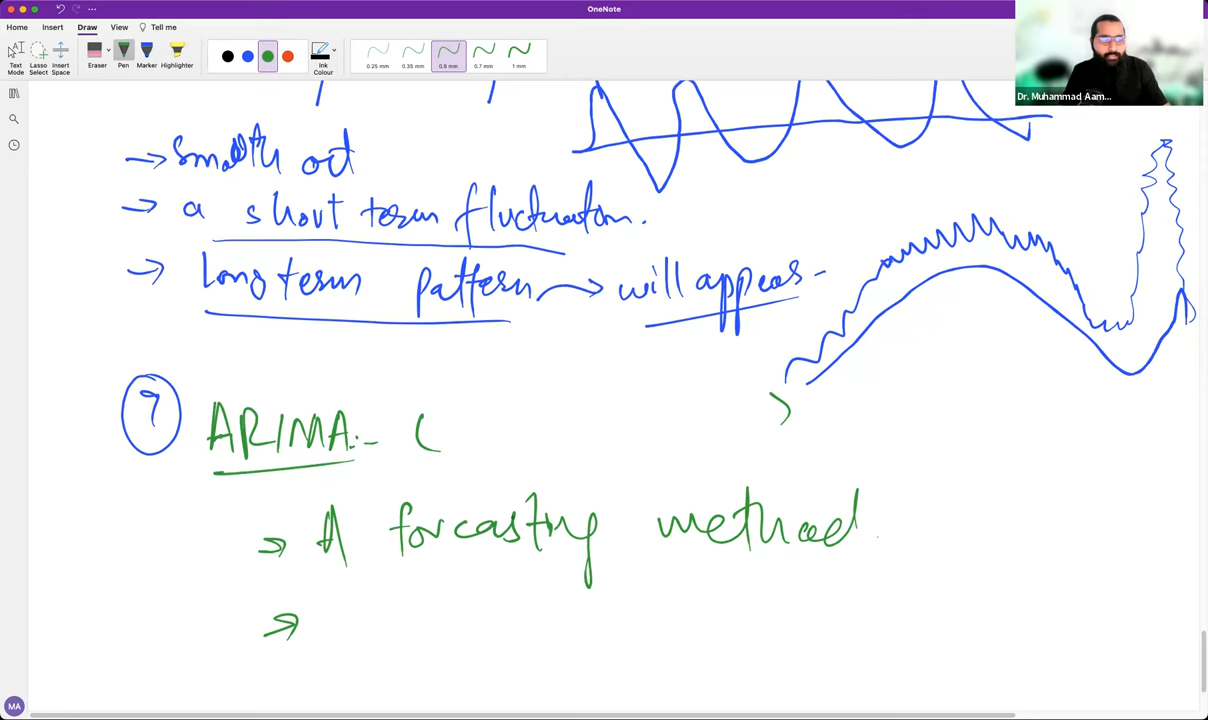 OneNote
Home Insert Draw View Tell me
Text Mode Lasso Select Insert Space Eraser Pen Marker Highlighter Ink Colour 0.25 mm 0.35 mm 0.5 mm 0.7 mm 1 mm
Dr. Muhammad Aam...
→ smooth out
→ a short term fluctuation.
→ Long term pattern → will appear -
9 ARIMA:- (
→ A forcasting method.
→
MA